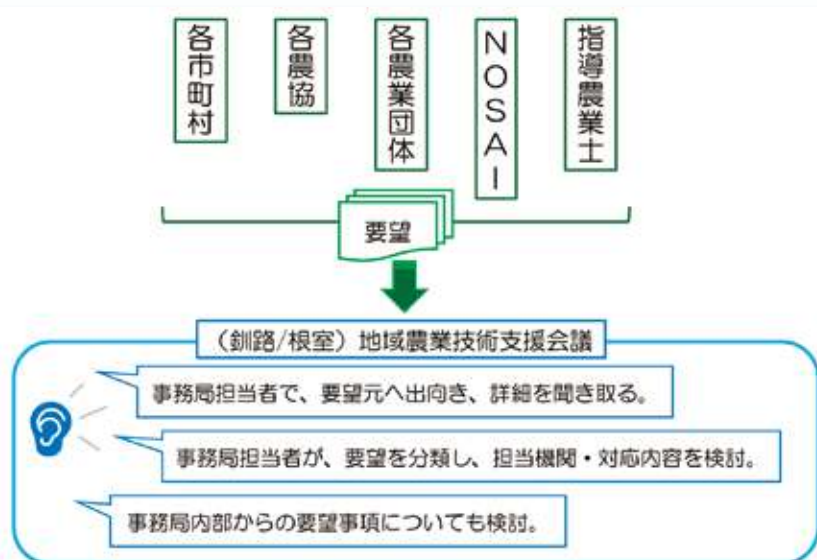 各市町村
各農協
各農業団体
NOSAI
指導農業士
要望
(釧路/根室)地域農業技術支援会議
事務局担当者で、要望元へ出向き、詳細を聞き取る。
事務局担当者が、要望を分類し、担当機関・対応内容を検討。
事務局内部からの要望事項についても検討。